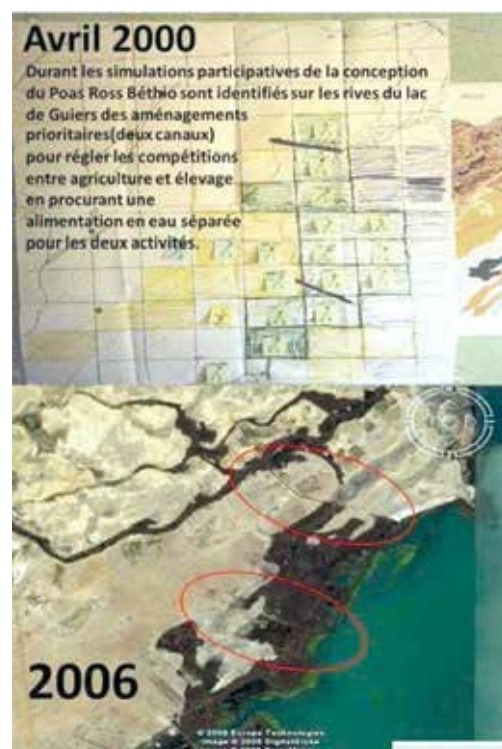 Avril 2000
Durant les simulations participatives de la conception
du Poas Ross Béthio sont identifiés sur les rives du lac
de Guiers des aménagements
prioritaires(deux canaux)
pour régler les compétitions
entre agriculture et élevage
en procurant une
alimentation en eau séparée
pour les deux activités.
2006
© 2008 Europa Technologies
Image © 2008 DigitalGlobe